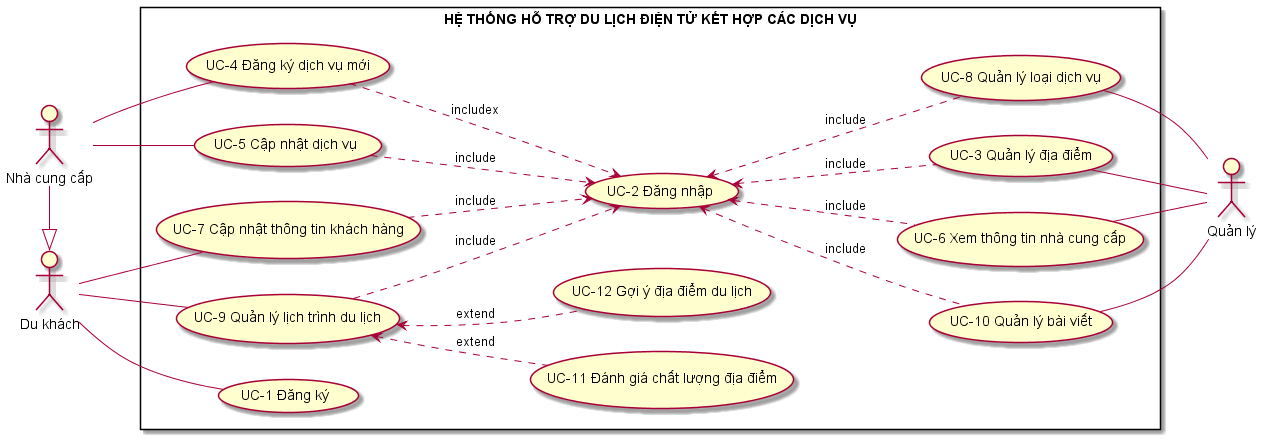 HỆ THỐNG HỖ TRỢ DU LỊCH ĐIỆN TỬ KẾT HỢP CÁC DỊCH VỤ
UC-4 Đăng ký dịch vụ mới
UC-8 Quản lý loại dịch vụ
includex
include
UC-5 Cập nhật dịch vụ
include
include
UC-3 Quản lý địa điểm
Nhà cung cấp
UC-2 Đăng nhập
include
include
UC-7 Cập nhật thông tin khách hàng
UC-6 Xem thông tin nhà cung cấp
Quản lý
include
include
UC-12 Gợi ý địa điểm du lịch
UC-9 Quản lý lịch trình du lịch
extend
UC-10 Quản lý bài viết
Du khách
extend
UC-11 Đánh giá chất lượng địa điểm
UC-1 Đăng ký